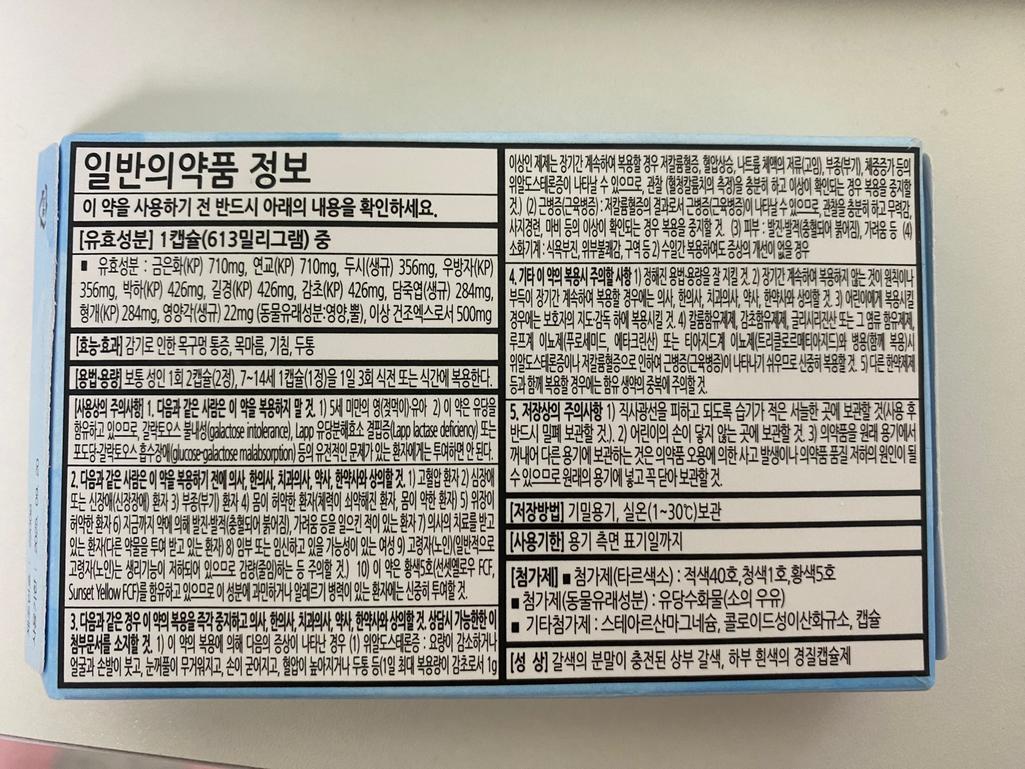 일반의약품 정보
이 약을 사용하기 전 반드시 아래의 내용을 확인하세요.
[유효성분] 1캡슐(613밀리그램) 중
■ 유효성분 : 금은화(KP) 710mg, 연교(KP) 710mg, 두시(생규) 356mg, 우방자(KP)
356mg, 박하(KP) 426mg, 길경(KP) 426mg, 감초(KP) 426mg, 담죽엽(생규) 284mg,
형개(KP) 284mg, 영양각(생규) 22mg (동물유래성분·영양,뿔), 이상 건조엑스로서 500mg
[효능·효과] 감기로 인한 목구멍 통증, 목마름, 기침, 두통
[용법·용량] 보통 성인 1회 2캡슐(2정), 7~14세 1캡슐(1정)을 1일 3회 식전 또는 식간에 복용한다.
[사용상의 주의사항] 1. 다음과 같은 사람은 이 약을 복용하지 말 것. 1) 5세 미만의 영(젖먹이)·유아 2) 이 약은 유당을
함유하고 있으므로, 갈락토오스 불내성(galactose intolerance), Lapp 유당분해효소 결핍증(Lapp lactase deficiency) 또는
포도당-갈락토오스 흡수장애(glucose-galactose malabsorption) 등의 유전적인 문제가 있는 환자에게는 투여하면 안 된다.
2. 다음과 같은 사람은 이 약을 복용하기 전에 의사, 한의사, 치과의사, 약사, 한약사와 상의할 것. 1) 고혈압 환자 2) 심장애
또는 신장애(신장장애) 환자 3) 부종(부기) 환자 4) 몸이 허약한 환자(체력이 쇠약해진 환자, 몸이 약한 환자) 5) 위장이
허약한 환자 6) 지금까지 약에 의해 발진·발적(충혈되어 붉어짐), 가려움 등을 일으킨 적이 있는 환자 7) 의사의 치료를 받고
있는 환자(다른 약물을 투여 받고 있는 환자) 8) 임부 또는 임신하고 있을 가능성이 있는 여성 9) 고령자(노인)(일반적으로
고령자(노인)는 생리기능이 저하되어 있으므로 감량(줄임)하는 등 주의할 것.) 10) 이 약은 황색5호(선셋옐로우 FCF,
Sunset Yellow FCF)를 함유하고 있으므로 이 성분에 과민하거나 알레르기 병력이 있는 환자에게는 신중히 투여할 것.
3. 다음과 같은 경우 이 약의 복용을 즉각 중지하고 의사, 한의사, 치과의사, 약사, 한약사와 상의할 것. 상담시 가능한한 이
첨부문서를 소지할 것. 1) 이 약의 복용에 의해 다음의 증상이 나타난 경우 (1) 위알도스테론증 : 요량이 감소하거나
얼굴과 손발이 붓고, 눈꺼풀이 무거워지고, 손이 굳어지고, 혈압이 높아지거나 두통 등(1일 최대 복용량이 감초로서 1g
이상인 제제는 장기간 계속하여 복용할 경우 저칼륨혈증, 혈압상승, 나트륨 체액의 저류(고임), 부종(부기), 체중증가 등의
위알도스테론증이 나타날 수 있으므로, 관찰 (혈청칼륨치의 측정)을 충분히 하고 이상이 확인되는 경우 복용을 중지할
것.) (2) 근병증(근육병증) : 저칼륨혈증의 결과로서 근병증(근육병증)이 나타날 수 있으므로, 관찰을 충분히 하고 무력감,
사지경련, 마비 등의 이상이 확인되는 경우 복용을 중지할 것. (3) 피부 : 발진·발적(충혈되어 붉어짐), 가려움 등 (4)
소화기계 : 식욕부진, 위부불쾌감, 구역 등 2) 수일간 복용하여도 증상의 개선이 없을 경우
4. 기타 이 약의 복용시 주의할 사항 1) 정해진 용법·용량을 잘 지킬 것. 2) 장기간 계속하여 복용하지 않는 것이 원칙이나
부득이 장기간 계속하여 복용할 경우에는 의사, 한의사, 치과의사, 약사, 한약사와 상의할 것. 3) 어린이에게 복용시킬
경우에는 보호자의 지도·감독 하에 복용시킬 것. 4) 칼륨함유제제, 감초함유제제, 글리시리진산 또는 그 염류 함유제제,
루프계 이뇨제(푸로세미드, 에타크린산) 또는 티아지드계 이뇨제(트리클로르메티아지드)와 병용(함께 복용)시
위알도스테론증이나 저칼륨혈증으로 인하여 근병증(근육병증)이 나타나기 쉬우므로 신중히 복용할 것. 5) 다른 한약제제
등과 함께 복용할 경우에는 함유 생약의 중복에 주의할 것.
5. 저장상의 주의사항 1) 직사광선을 피하고 되도록 습기가 적은 서늘한 곳에 보관할 것(사용 후
반드시 밀폐 보관할 것.). 2) 어린이의 손이 닿지 않는 곳에 보관할 것. 3) 의약품을 원래 용기에서
꺼내어 다른 용기에 보관하는 것은 의약품 오용에 의한 사고 발생이나 의약품 품질 저하의 원인이 될
수 있으므로 원래의 용기에 넣고 꼭 닫아 보관할 것.
[저장방법] 기밀용기, 실온(1~30℃)보관
[사용기한] 용기 측면 표기일까지
[첨가제] ■ 첨가제(타르색소) : 적색40호,청색1호,황색5호
■ 첨가제(동물유래성분) : 유당수화물(소의 우유)
■ 기타첨가제 : 스테아르산마그네슘, 콜로이드성이산화규소, 캡슐
[성 상] 갈색의 분말이 충전된 상부 갈색, 하부 흰색의 경질캡슐제